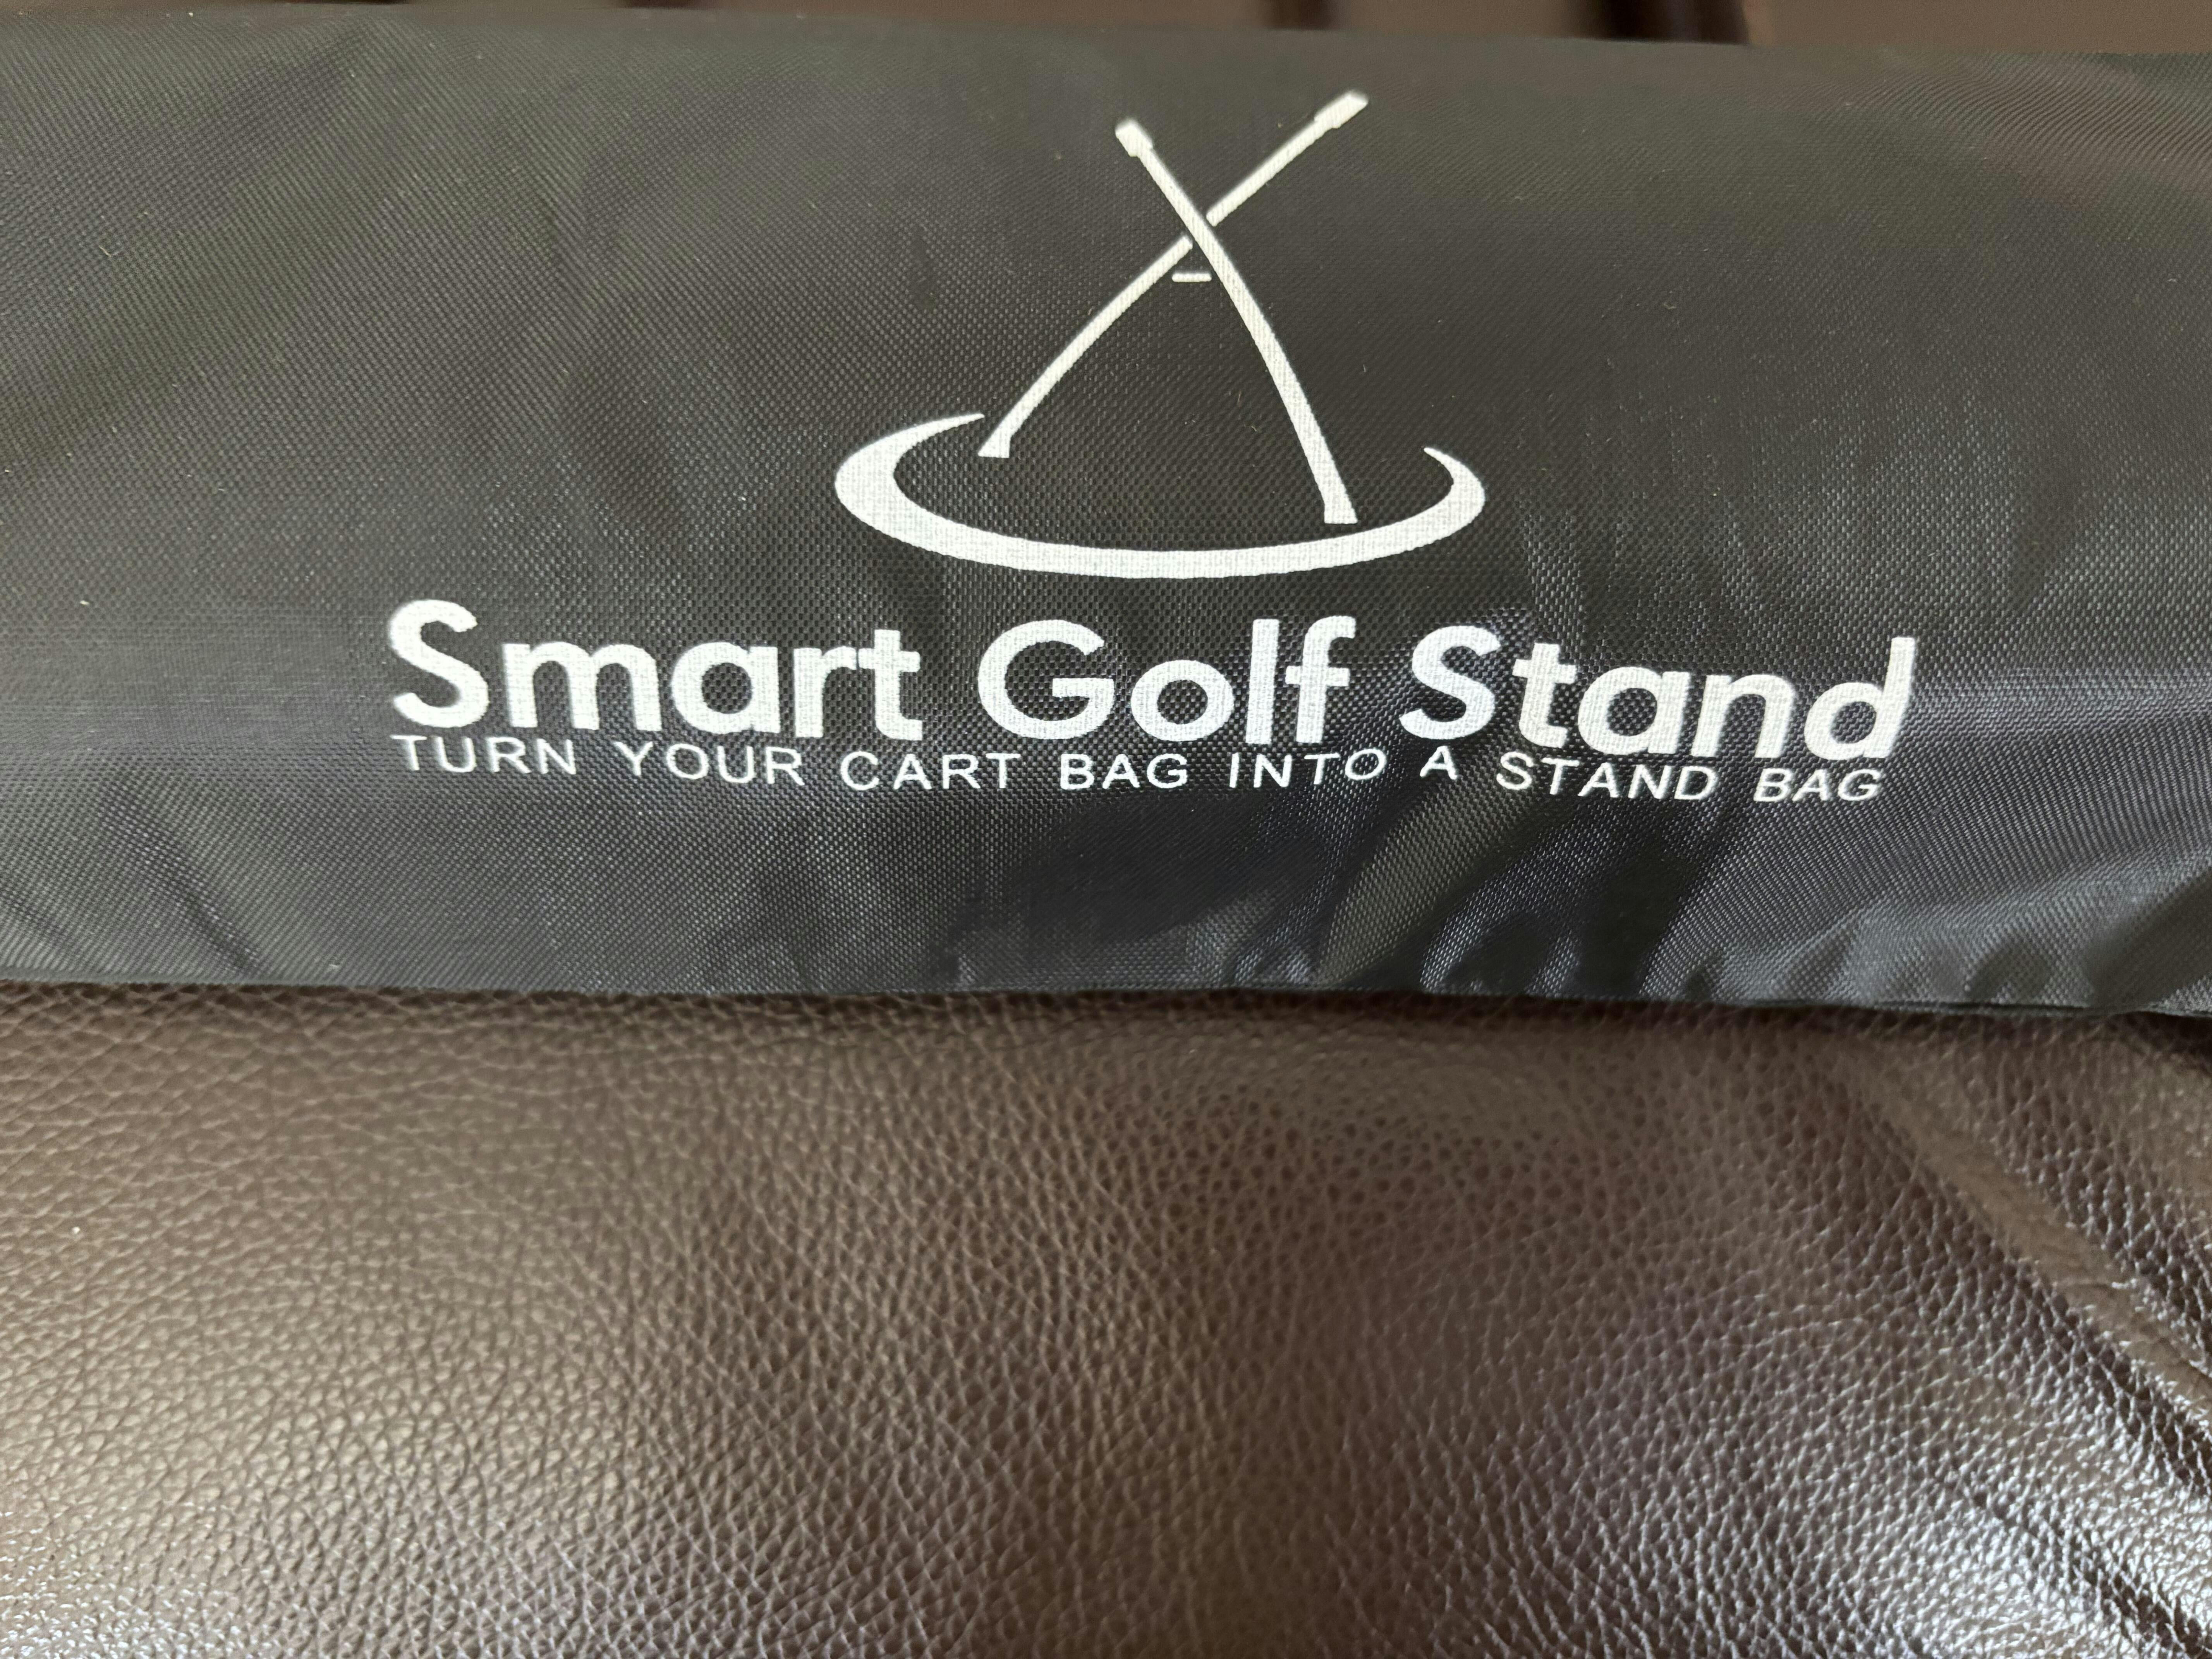 Smart Golf Stand
TURN YOUR CART BAG INTO A STAND BAG